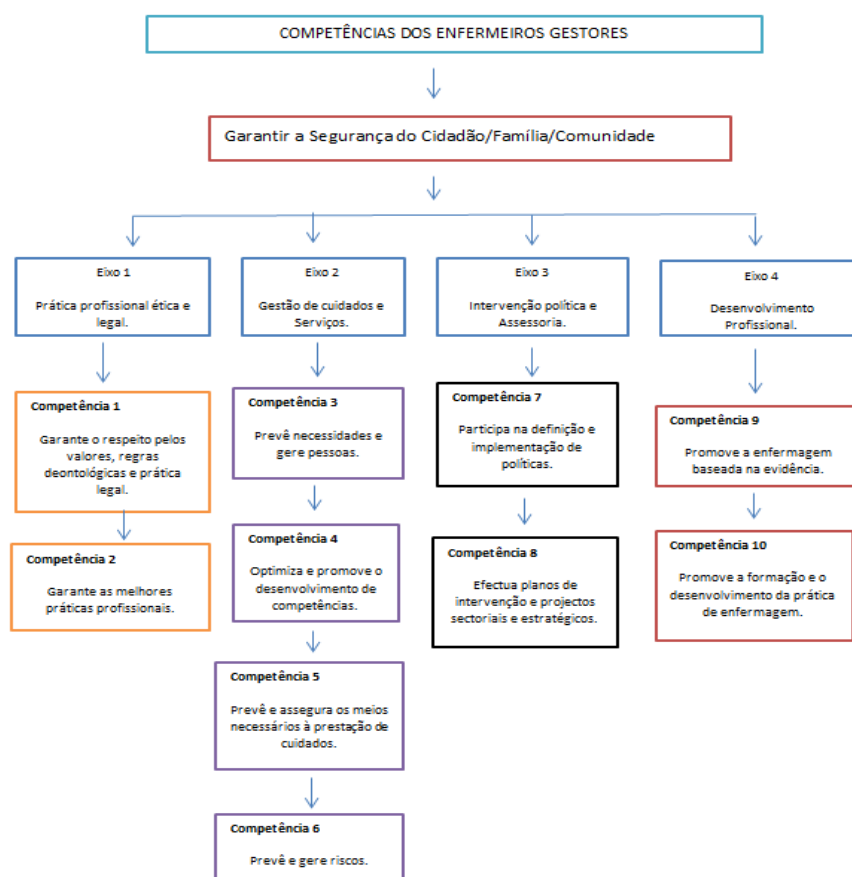 COMPETÊNCIAS DOS ENFERMEIROS GESTORES
Garantir a Segurança do Cidadão/Família/Comunidade
Eixo 1
Prática profissional ética e
legal.
Eixo 2
Gestão de cuidados e
Serviços.
Eixo 3
Intervenção política e
Assessoria.
Eixo 4
Desenvolvimento
Profissional.
Competência 1
Garante o respeito pelos
valores, regras
deontológicas e prática
legal.
Competência 2
Garante as melhores
práticas profissionais.
Competência 3
Prevê necessidades e
gere pessoas.
Competência 4
Optimiza e promove o
desenvolvimento de
competências.
Competência 5
Prevê e assegura os meios
necessários à prestação de
cuidados.
Competência 6
Prevê e gere riscos.
Competência 7
Participa na definição e
implementação de
políticas.
Competência 8
Efectua planos de
intervenção e projectos
sectoriais e estratégicos.
Competência 9
Promove a enfermagem
baseada na evidência.
Competência 10
Promove a formação e o
desenvolvimento da prática
de enfermagem.